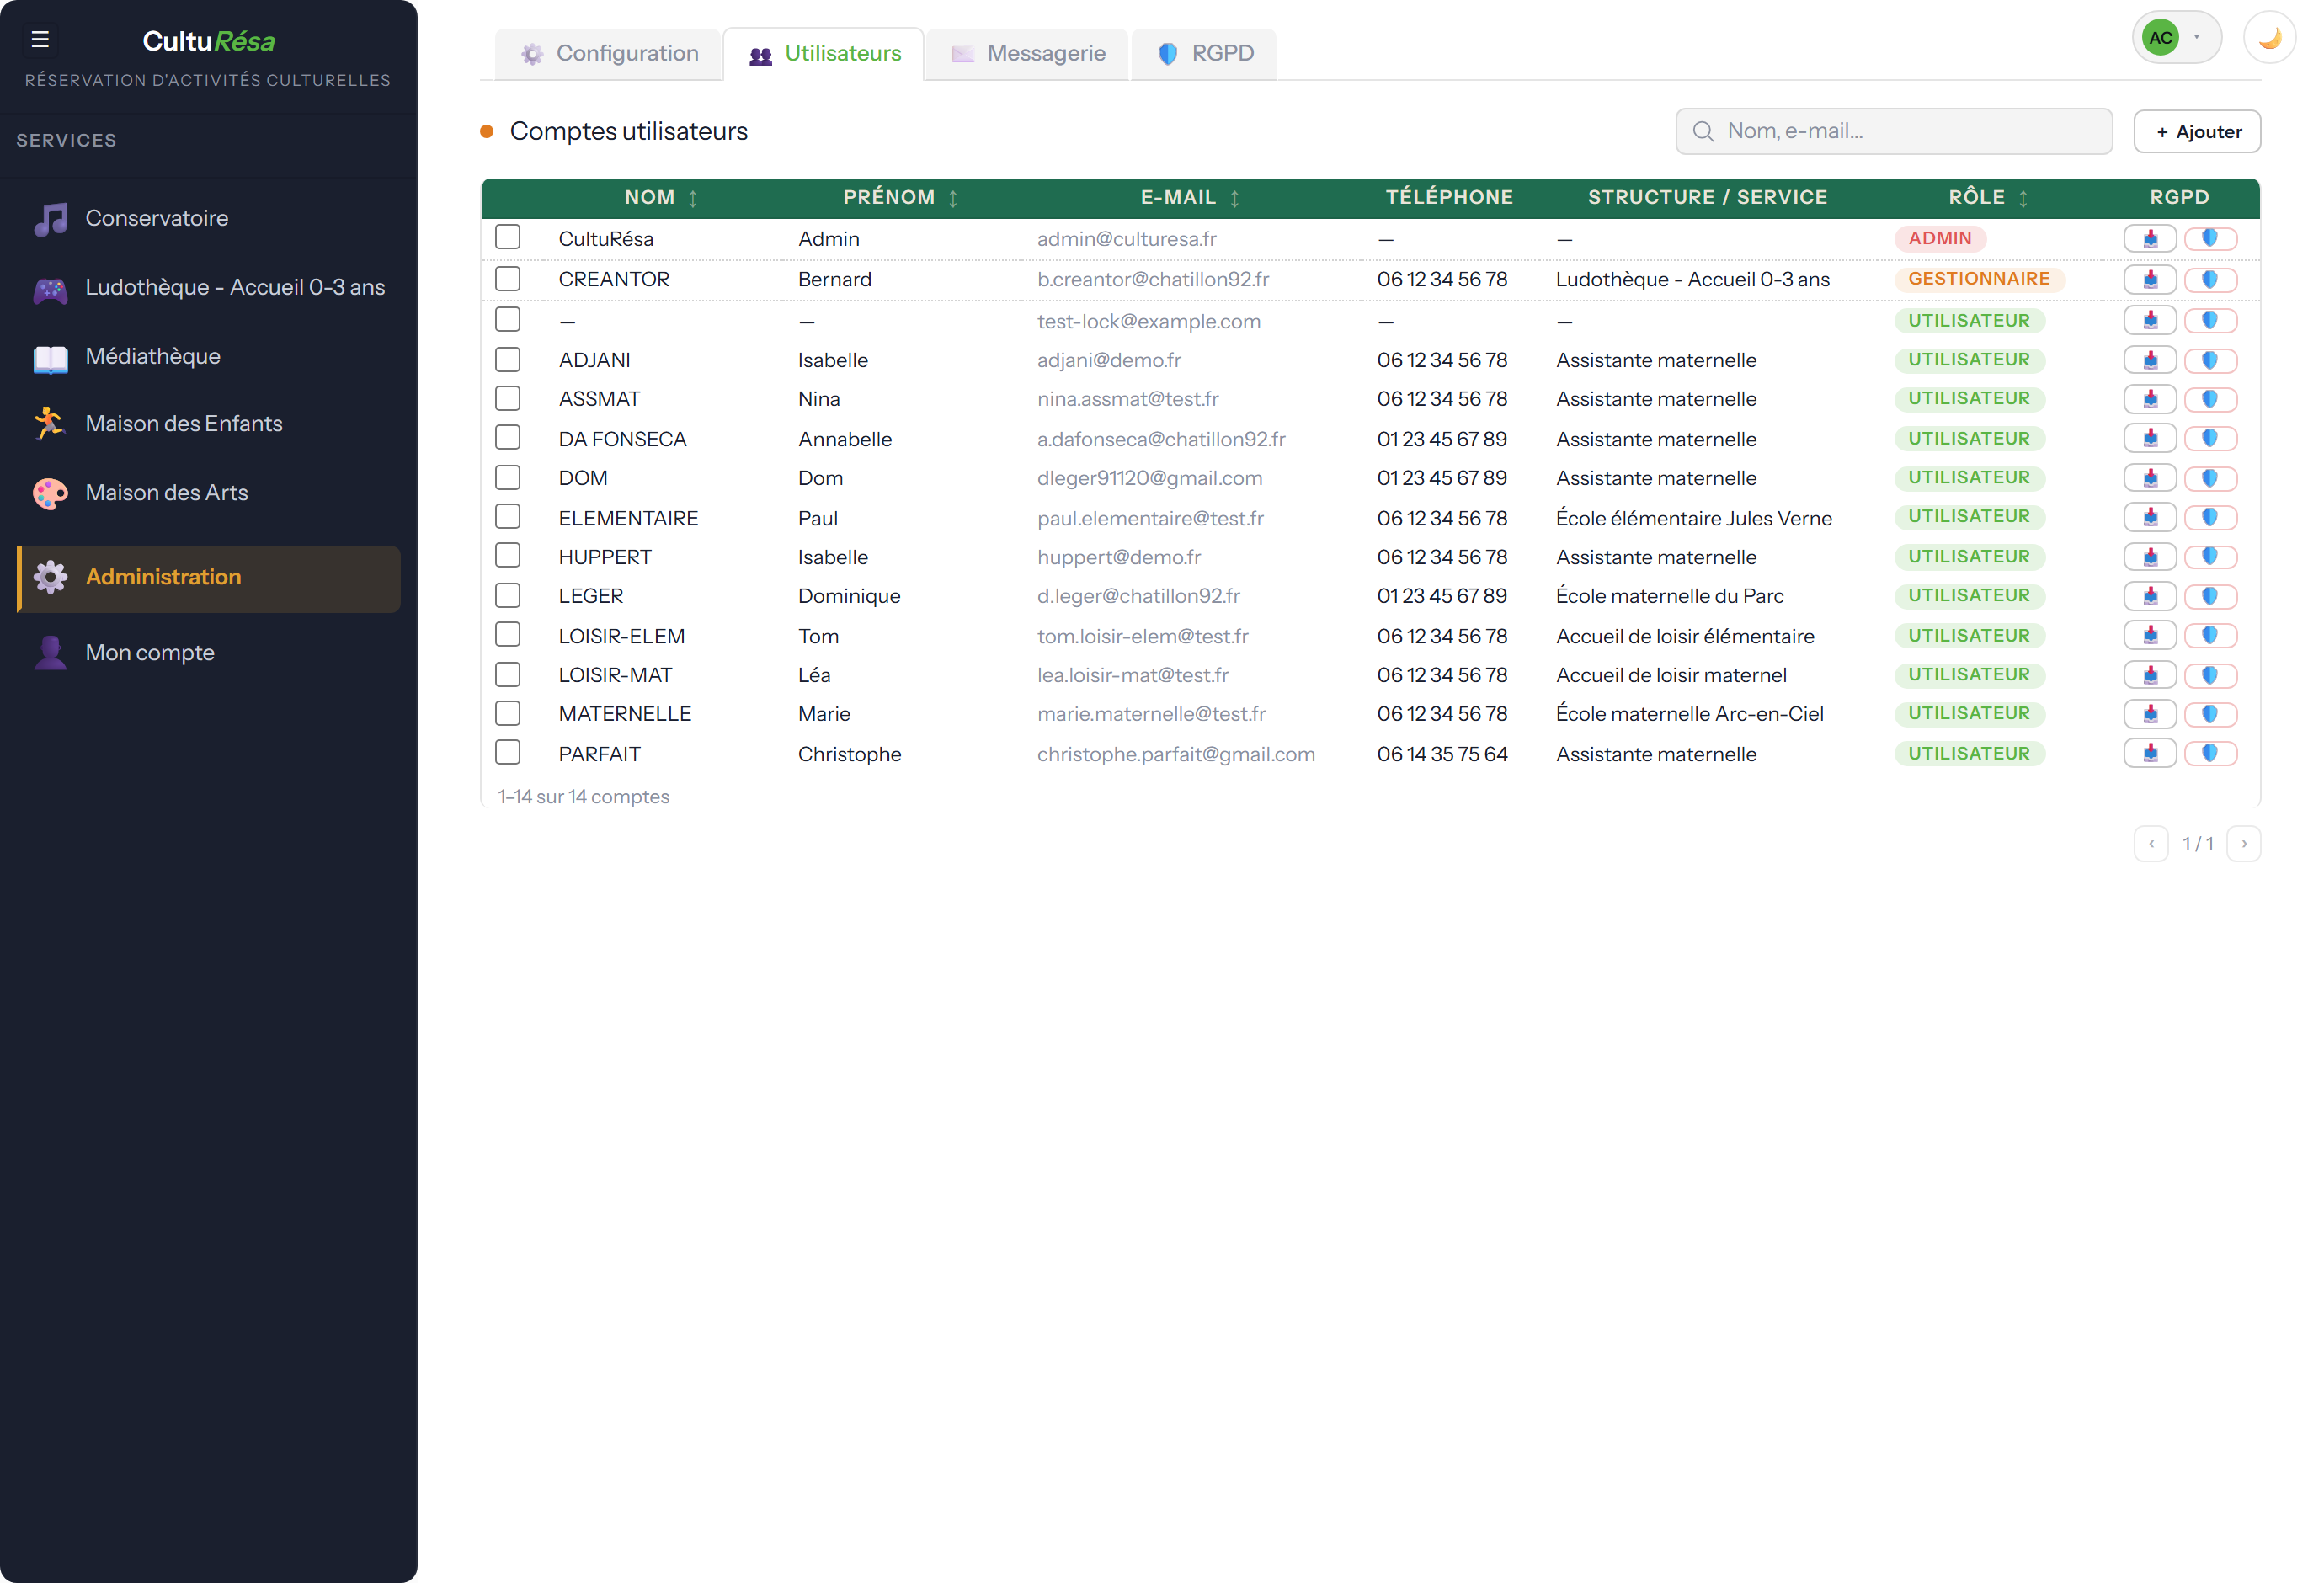 ☰ CultuRésa
RÉSERVATION D'ACTIVITÉS CULTURELLES
SERVICES
Conservatoire
Ludothèque - Accueil 0-3 ans
Médiathèque
Maison des Enfants
Maison des Arts
Administration
Mon compte
Configuration Utilisateurs Messagerie RGPD
AC
Comptes utilisateurs
Nom, e-mail...
+ Ajouter
NOM ↕ PRÉNOM ↕ E-MAIL ↕ TÉLÉPHONE STRUCTURE / SERVICE RÔLE ↕ RGPD
CultuRésa Admin admin@culturesa.fr — — ADMIN
CREANTOR Bernard b.creantor@chatillon92.fr 06 12 34 56 78 Ludothèque - Accueil 0-3 ans GESTIONNAIRE
— — test-lock@example.com — — UTILISATEUR
ADJANI Isabelle adjani@demo.fr 06 12 34 56 78 Assistante maternelle UTILISATEUR
ASSMAT Nina nina.assmat@test.fr 06 12 34 56 78 Assistante maternelle UTILISATEUR
DA FONSECA Annabelle a.dafonseca@chatillon92.fr 01 23 45 67 89 Assistante maternelle UTILISATEUR
DOM Dom dleger91120@gmail.com 01 23 45 67 89 Assistante maternelle UTILISATEUR
ELEMENTAIRE Paul paul.elementaire@test.fr 06 12 34 56 78 École élémentaire Jules Verne UTILISATEUR
HUPPERT Isabelle huppert@demo.fr 06 12 34 56 78 Assistante maternelle UTILISATEUR
LEGER Dominique d.leger@chatillon92.fr 01 23 45 67 89 École maternelle du Parc UTILISATEUR
LOISIR-ELEM Tom tom.loisir-elem@test.fr 06 12 34 56 78 Accueil de loisir élémentaire UTILISATEUR
LOISIR-MAT Léa lea.loisir-mat@test.fr 06 12 34 56 78 Accueil de loisir maternel UTILISATEUR
MATERNELLE Marie marie.maternelle@test.fr 06 12 34 56 78 École maternelle Arc-en-Ciel UTILISATEUR
PARFAIT Christophe christophe.parfait@gmail.com 06 14 35 75 64 Assistante maternelle UTILISATEUR
1–14 sur 14 comptes
‹ 1 / 1 ›